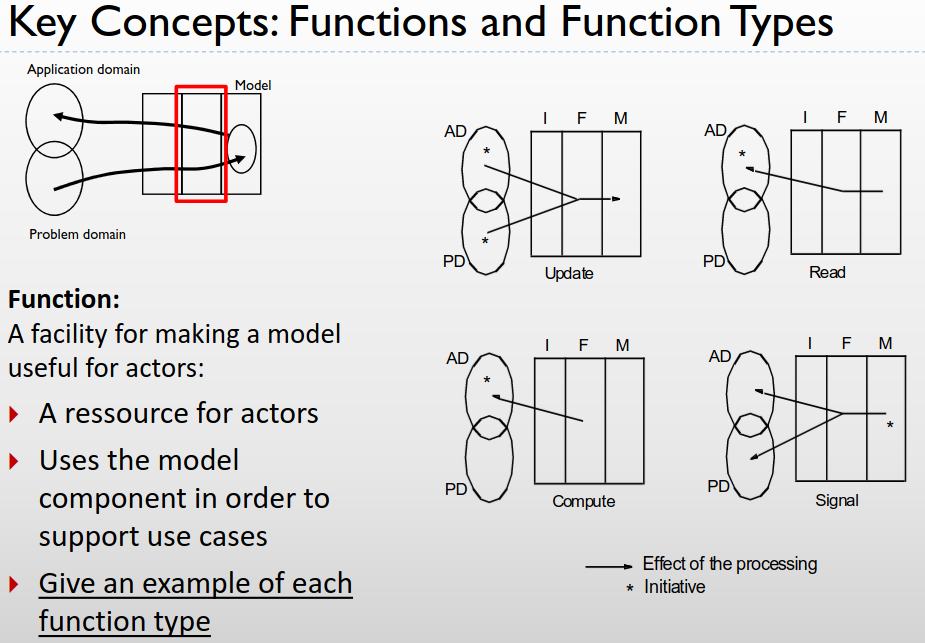 Key Concepts: Functions and Function Types
Application domain
Model
Problem domain
Function:
A facility for making a model
useful for actors:
A ressource for actors
Uses the model
component in order to
support use cases
Give an example of each
function type
I F M
AD
*
*
PD
Update
I F M
AD
*
PD
Read
I F M
AD
*
PD
Compute
I F M
AD
*
PD
Signal
Effect of the processing
* Initiative